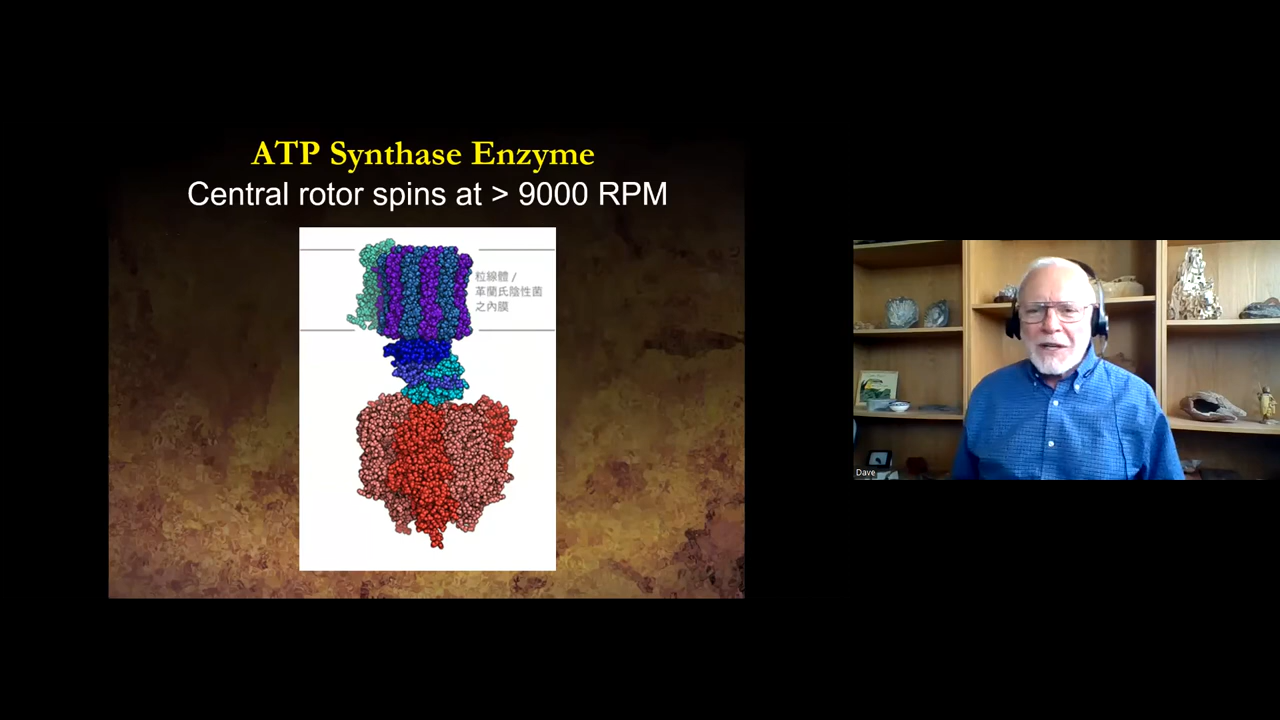 ATP Synthase Enzyme
Central rotor spins at > 9000 RPM
粒線體 /
革蘭氏陰性菌
之內膜
Dave